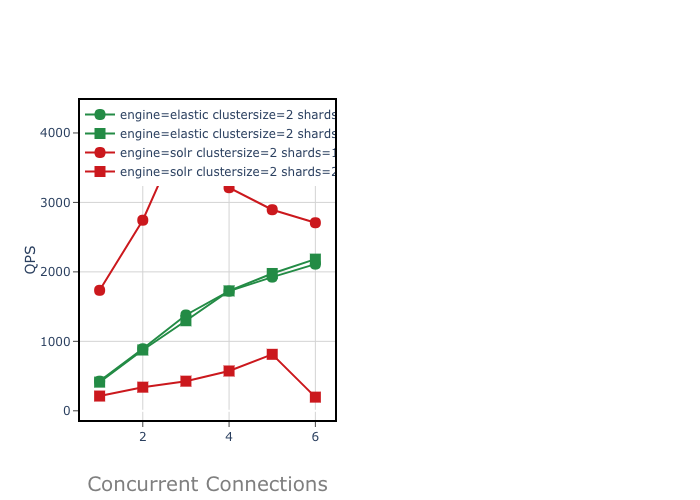 engine=elastic clustersize=2 shards
engine=elastic clustersize=2 shards
engine=solr clustersize=2 shards=1
engine=solr clustersize=2 shards=2
4000
3000
2000
1000
0
QPS
2 4 6
Concurrent Connections